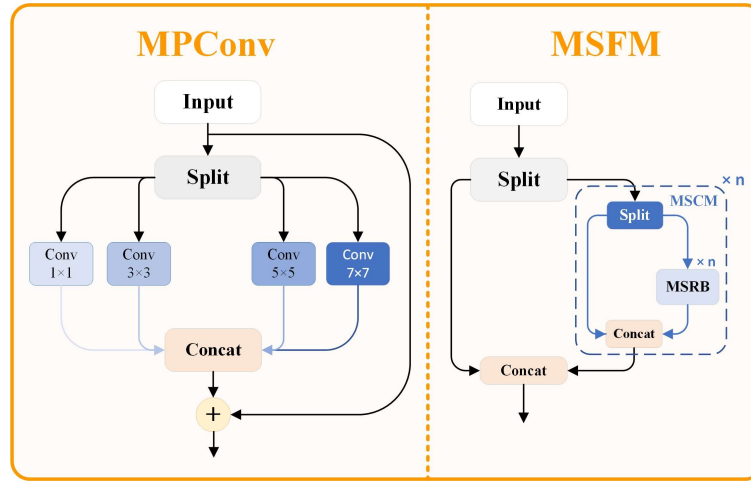 MPConv
Input
Split
Conv
1×1
Conv
3×3
Conv
5×5
Conv
7×7
Concat
+
MSFM
Input
Split
× n
MSCM
Split
× n
MSRB
Concat
Concat